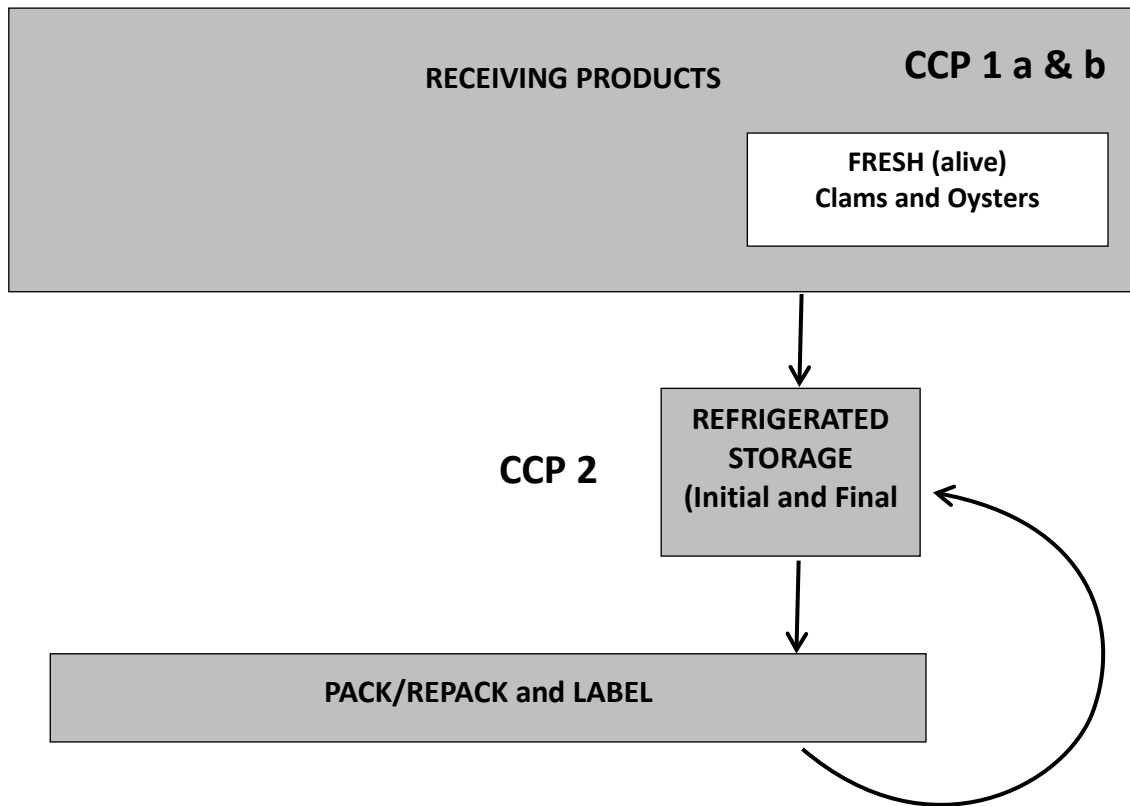 CCP 1 a & b
RECEIVING PRODUCTS
FRESH (alive)
Clams and Oysters
REFRIGERATED
STORAGE
(Initial and Final
CCP 2
PACK/REPACK and LABEL